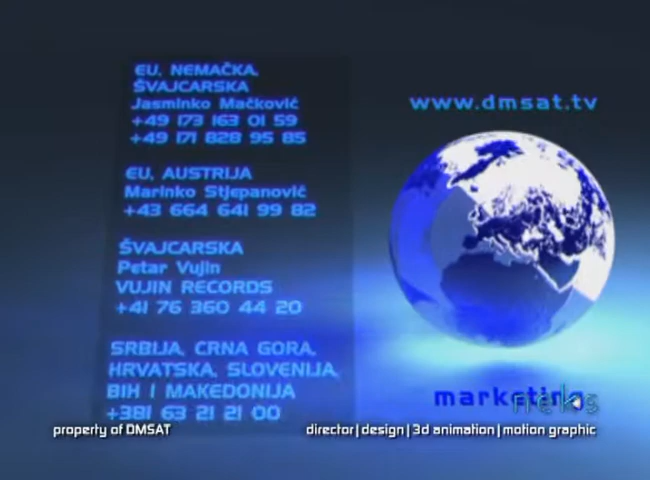 EU, NEMAČKA,
ŠVAJCARSKA
Jasminko Mačković
+49 173 163 01 59
+49 171 828 95 85
EU, AUSTRIJA
Marinko Stjepanović
+43 664 641 99 82
ŠVAJCARSKA
Petar Vujin
VUJIN RECORDS
+41 76 360 44 20
SRBIJA, CRNA GORA,
HRVATSKA, SLOVENIJA,
BIH I MAKEDONIJA
+381 63 21 21 00
www.dmsat.tv
marketing
property of DMSAT
director|design|3d animation|motion graphic